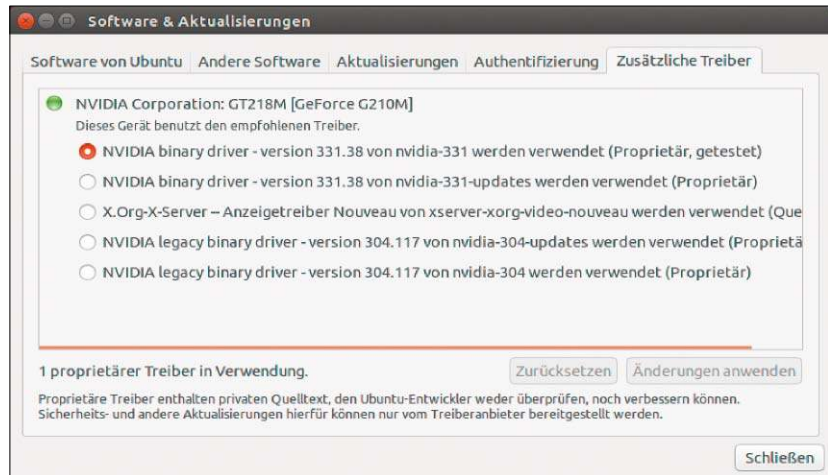 Software & Aktualisierungen
Software von Ubuntu Andere Software Aktualisierungen Authentifizierung Zusätzliche Treiber
NVIDIA Corporation: GT218M [GeForce G210M]
Dieses Gerät benutzt den empfohlenen Treiber.
NVIDIA binary driver - version 331.38 von nvidia-331 werden verwendet (Proprietär, getestet)
NVIDIA binary driver - version 331.38 von nvidia-331-updates werden verwendet (Proprietär)
X.Org-X-Server – Anzeigetreiber Nouveau von xserver-xorg-video-nouveau werden verwendet (Que
NVIDIA legacy binary driver - version 304.117 von nvidia-304-updates werden verwendet (Proprietä
NVIDIA legacy binary driver - version 304.117 von nvidia-304 werden verwendet (Proprietär)
1 proprietärer Treiber in Verwendung. Zurücksetzen Änderungen anwenden
Proprietäre Treiber enthalten privaten Quelltext, den Ubuntu-Entwickler weder überprüfen, noch verbessern können.
Sicherheits- und andere Aktualisierungen hierfür können nur vom Treiberanbieter bereitgestellt werden.
Schließen